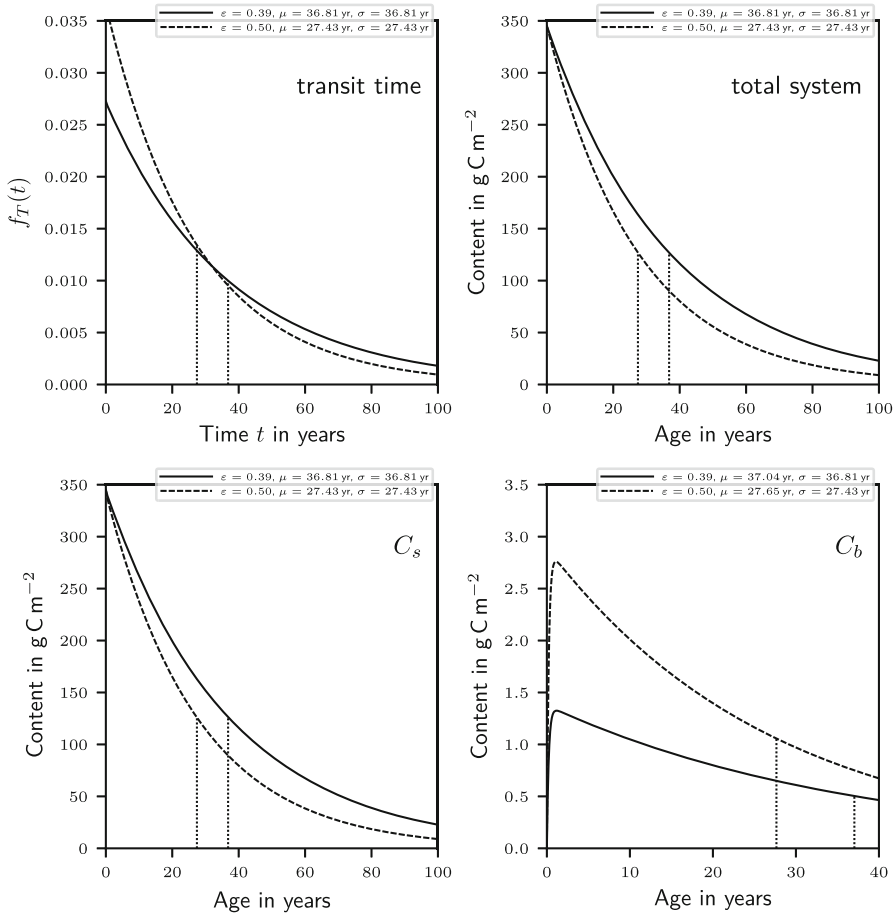 ε = 0.39, μ = 36.81 yr, σ = 36.81 yr
ε = 0.50, μ = 27.43 yr, σ = 27.43 yr
transit time
0.035
0.030
0.025
0.020
0.015
0.010
0.005
0.000
f_T(t)
0 20 40 60 80 100
Time t in years
ε = 0.39, μ = 36.81 yr, σ = 36.81 yr
ε = 0.50, μ = 27.43 yr, σ = 27.43 yr
total system
350
300
250
200
150
100
50
0
Content in g C m⁻²
0 20 40 60 80 100
Age in years
ε = 0.39, μ = 36.81 yr, σ = 36.81 yr
ε = 0.50, μ = 27.43 yr, σ = 27.43 yr
C_s
350
300
250
200
150
100
50
0
Content in g C m⁻²
0 20 40 60 80 100
Age in years
ε = 0.39, μ = 37.04 yr, σ = 36.81 yr
ε = 0.50, μ = 27.65 yr, σ = 27.43 yr
C_b
3.5
3.0
2.5
2.0
1.5
1.0
0.5
0.0
Content in g C m⁻²
0 10 20 30 40
Age in years